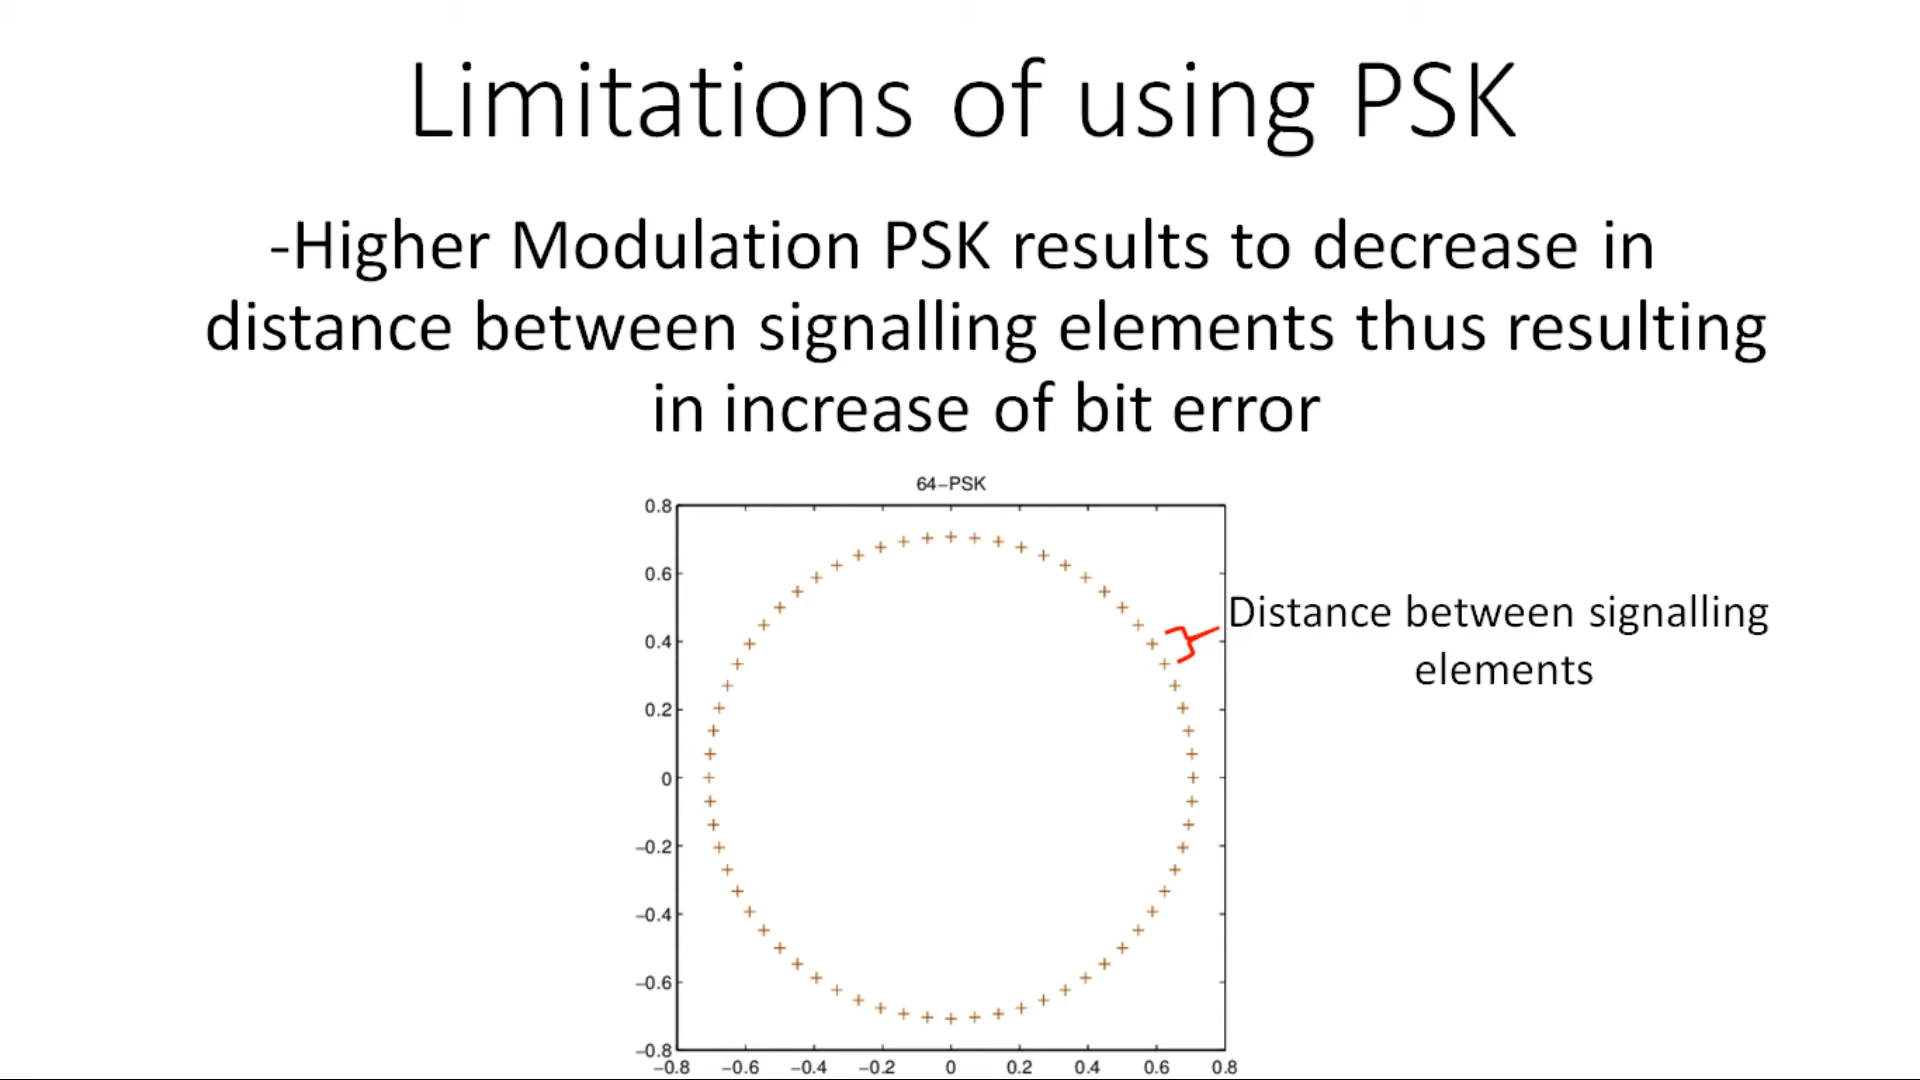 Limitations of using PSK
-Higher Modulation PSK results to decrease in
distance between signalling elements thus resulting
in increase of bit error
64−PSK
0.8
0.6
0.4
0.2
0
−0.2
−0.4
−0.6
−0.8
−0.8 −0.6 −0.4 −0.2 0 0.2 0.4 0.6 0.8
Distance between signalling
elements